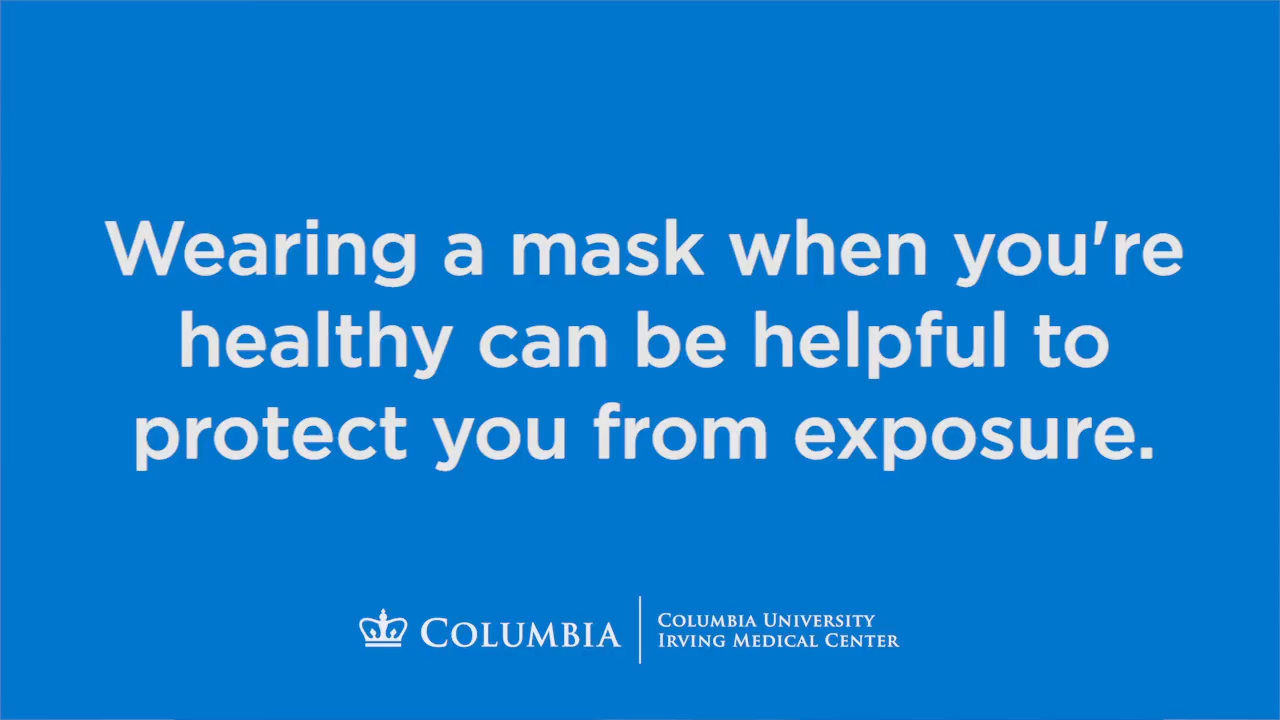 Wearing a mask when you're
healthy can be helpful to
protect you from exposure.
COLUMBIA
COLUMBIA UNIVERSITY
IRVING MEDICAL CENTER